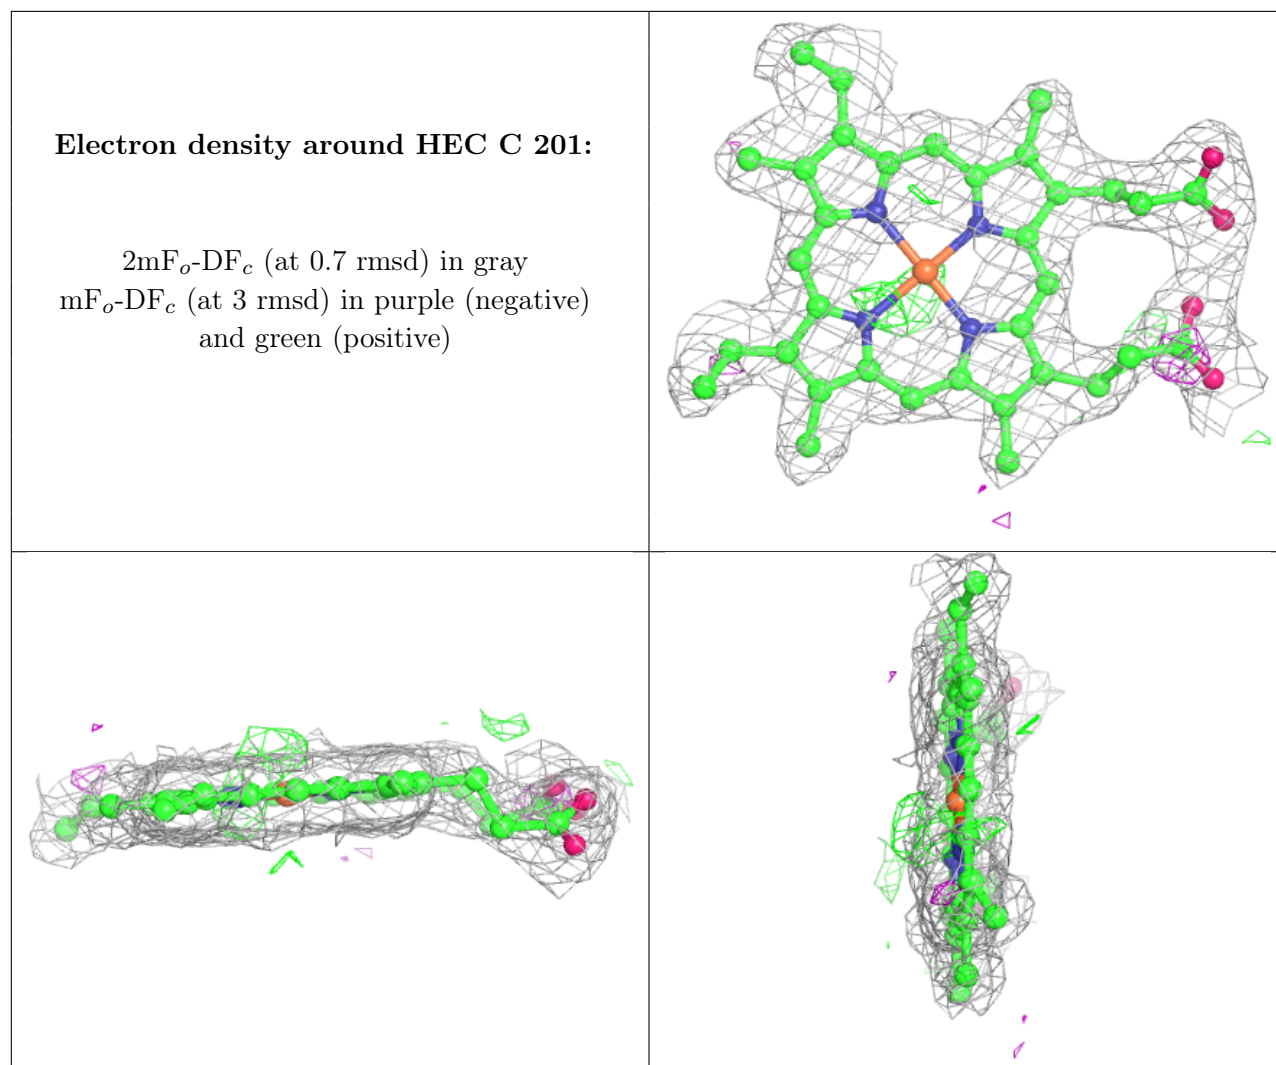 Electron density around HEC C 201:
2mFo-DFc (at 0.7 rmsd) in gray
mFo-DFc (at 3 rmsd) in purple (negative)
and green (positive)